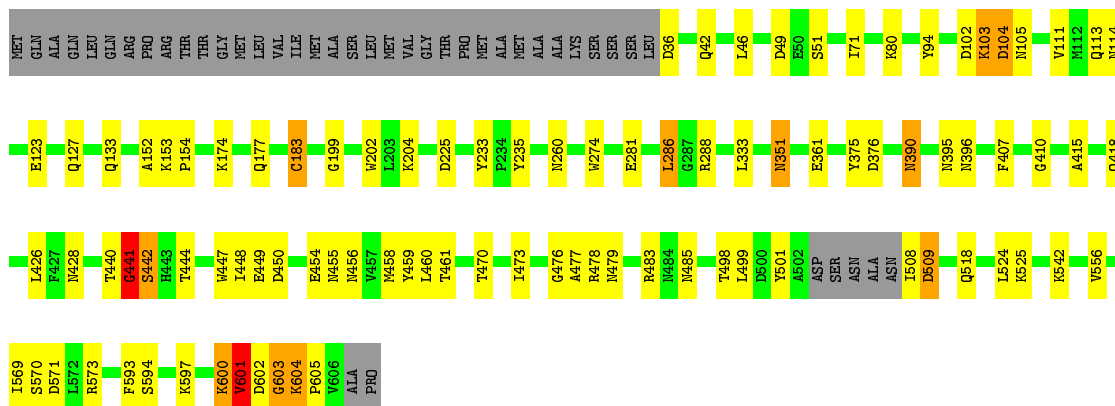 MET GLN ALA GLN LEU GLN ARG PRO ARG THR THR GLY MET LEU VAL ILE MET ALA SER LEU MET VAL GLY THR PRO MET ALA MET ALA ALA LYS SER SER SER LEU D36 Q42 L46 D49 E50 S51 I71 K80 Y94 D102 K103 D104 N105 V111 M112 Q113
E123 Q127 Q133 A152 K153 P154 K174 Q177 C183 G199 W202 L203 K204 D225 Y233 P234 Y235 N260 W274 E281 L286 G287 R288 L333 N351 E361 Y375 D376 N390 N395 N396 F407 G410 A415
L426 F427 N428 T440 G441 S442 H443 T444 W447 I448 E449 D450 E454 N455 N456 V457 M458 Y459 L460 T461 T470 I473 G476 A477 R478 N479 R483 N484 N485 T498 L499 D500 Y501 A502 ASP SER ASN ALA ASN I508 D509 Q518 L524 K525 K542 V556
I569 S570 D571 L572 R573 F593 S594 K597 K600 V601 D602 G603 K604 P605 V606 ALA PRO